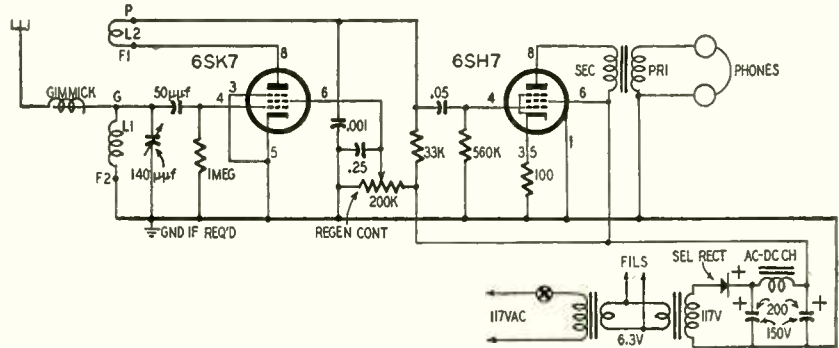 P
L2
F1
6SK7
8
3
4
6
5
GIMMICK
G
50μμf
L1
F2
140μμf
1MEG
GND IF REQ'D
.001
.25
200K
REGEN CONT
33K
.05
560K
6SH7
8
4
6
3,5
1
100
SEC
PRI
PHONES
117VAC
FILS
6.3V
117V
SEL RECT
+
AC-DC CH
+
+
200
150V